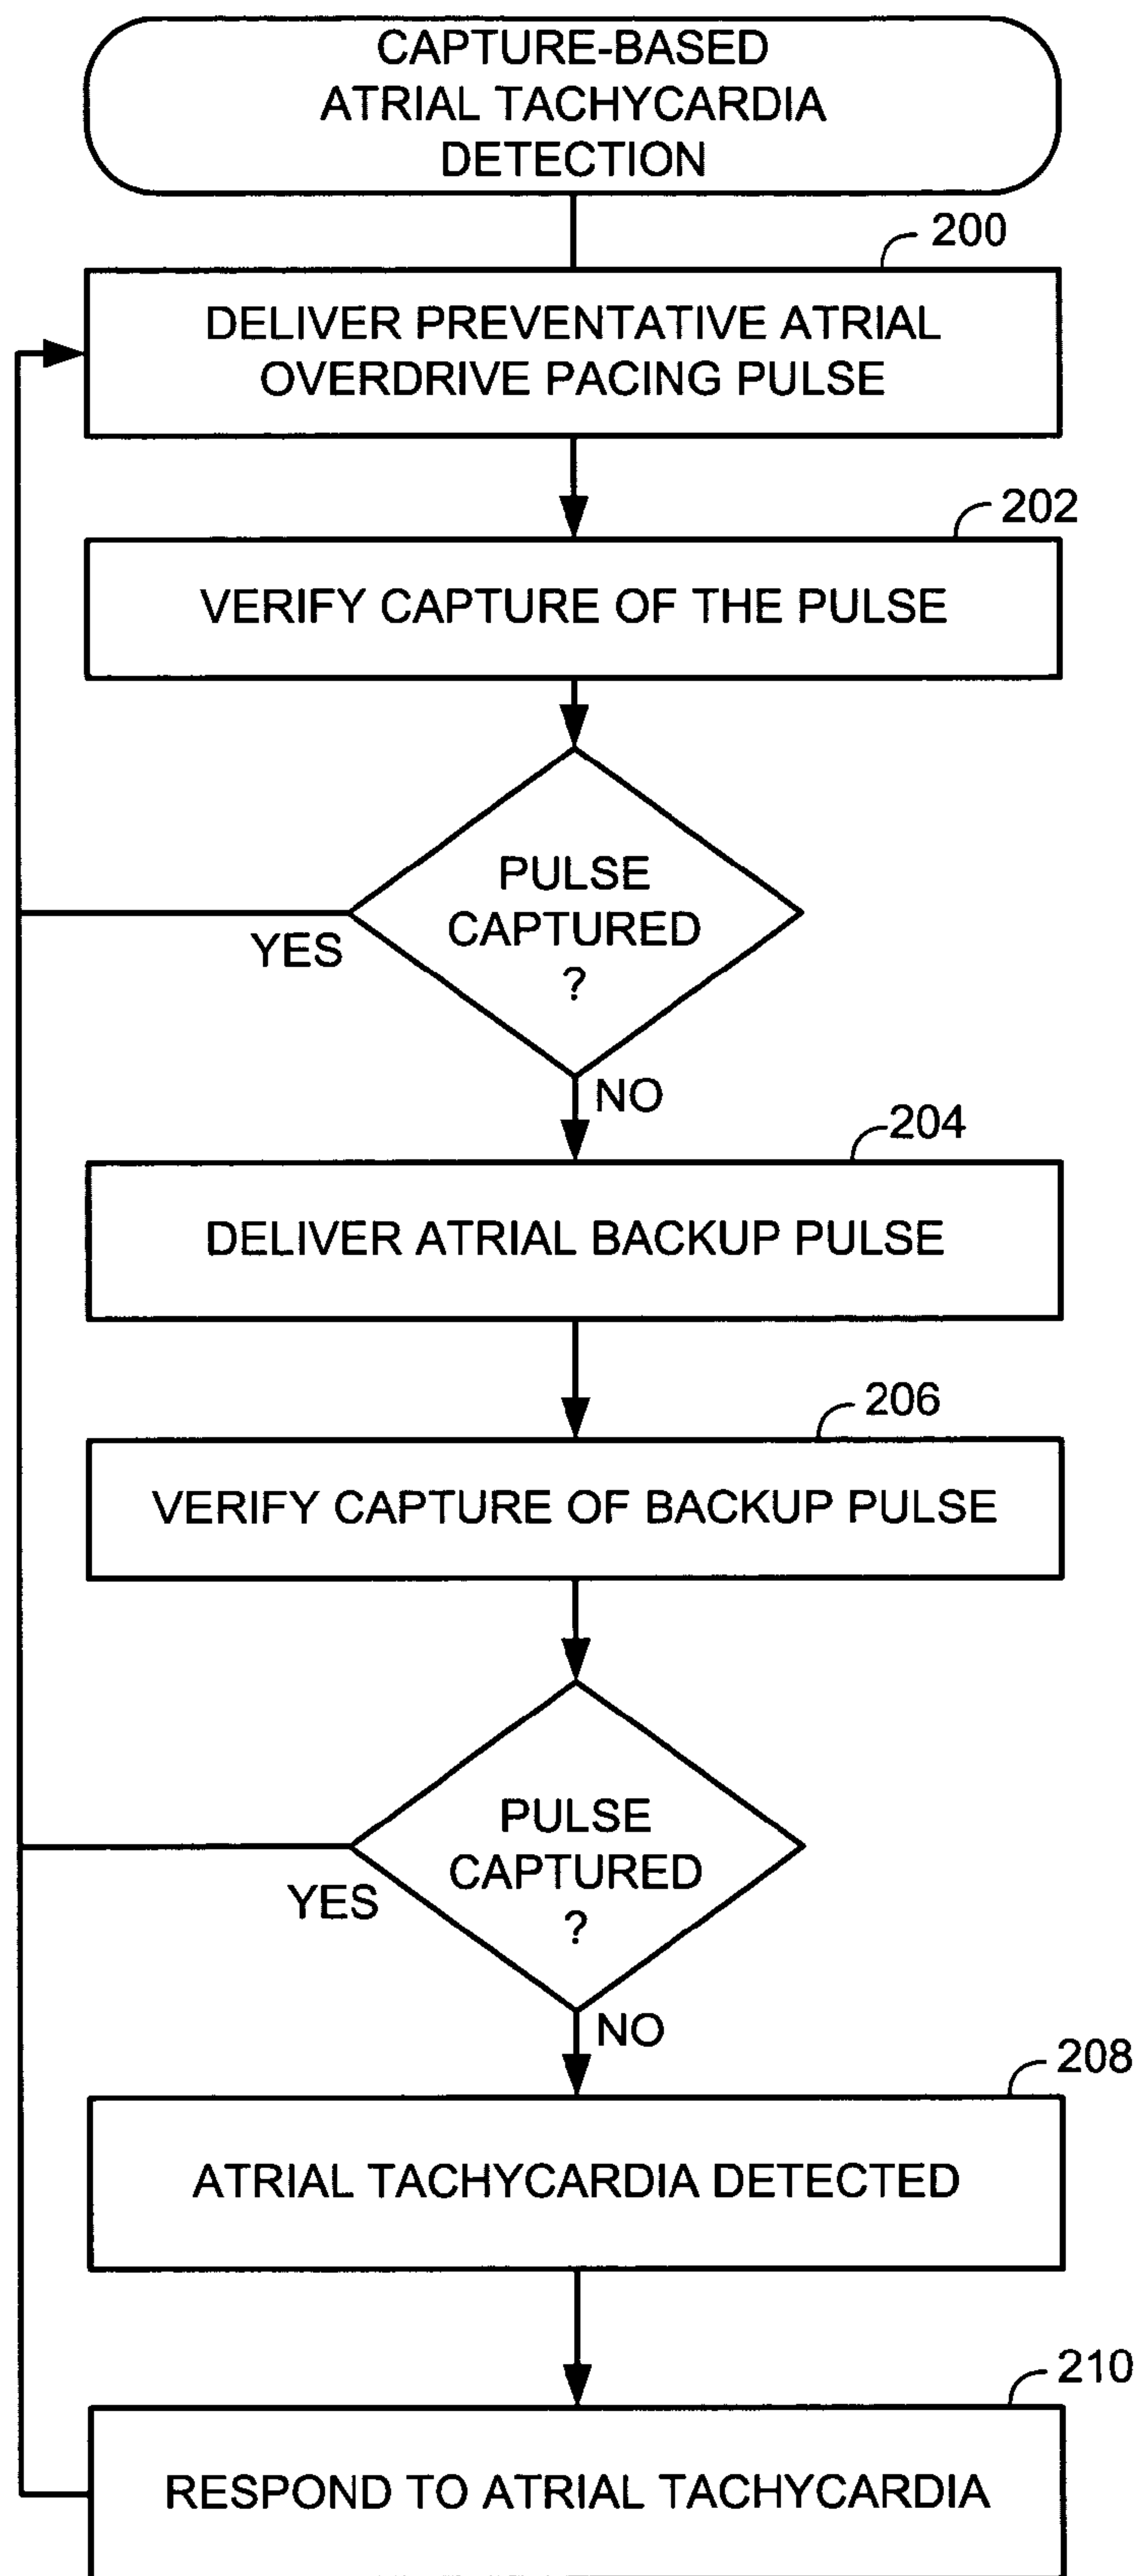 CAPTURE-BASED
ATRIAL TACHYCARDIA
DETECTION
200
DELIVER PREVENTATIVE ATRIAL
OVERDRIVE PACING PULSE
202
VERIFY CAPTURE OF THE PULSE
PULSE
CAPTURED
?
YES
NO
204
DELIVER ATRIAL BACKUP PULSE
206
VERIFY CAPTURE OF BACKUP PULSE
PULSE
CAPTURED
?
YES
NO
208
ATRIAL TACHYCARDIA DETECTED
210
RESPOND TO ATRIAL TACHYCARDIA